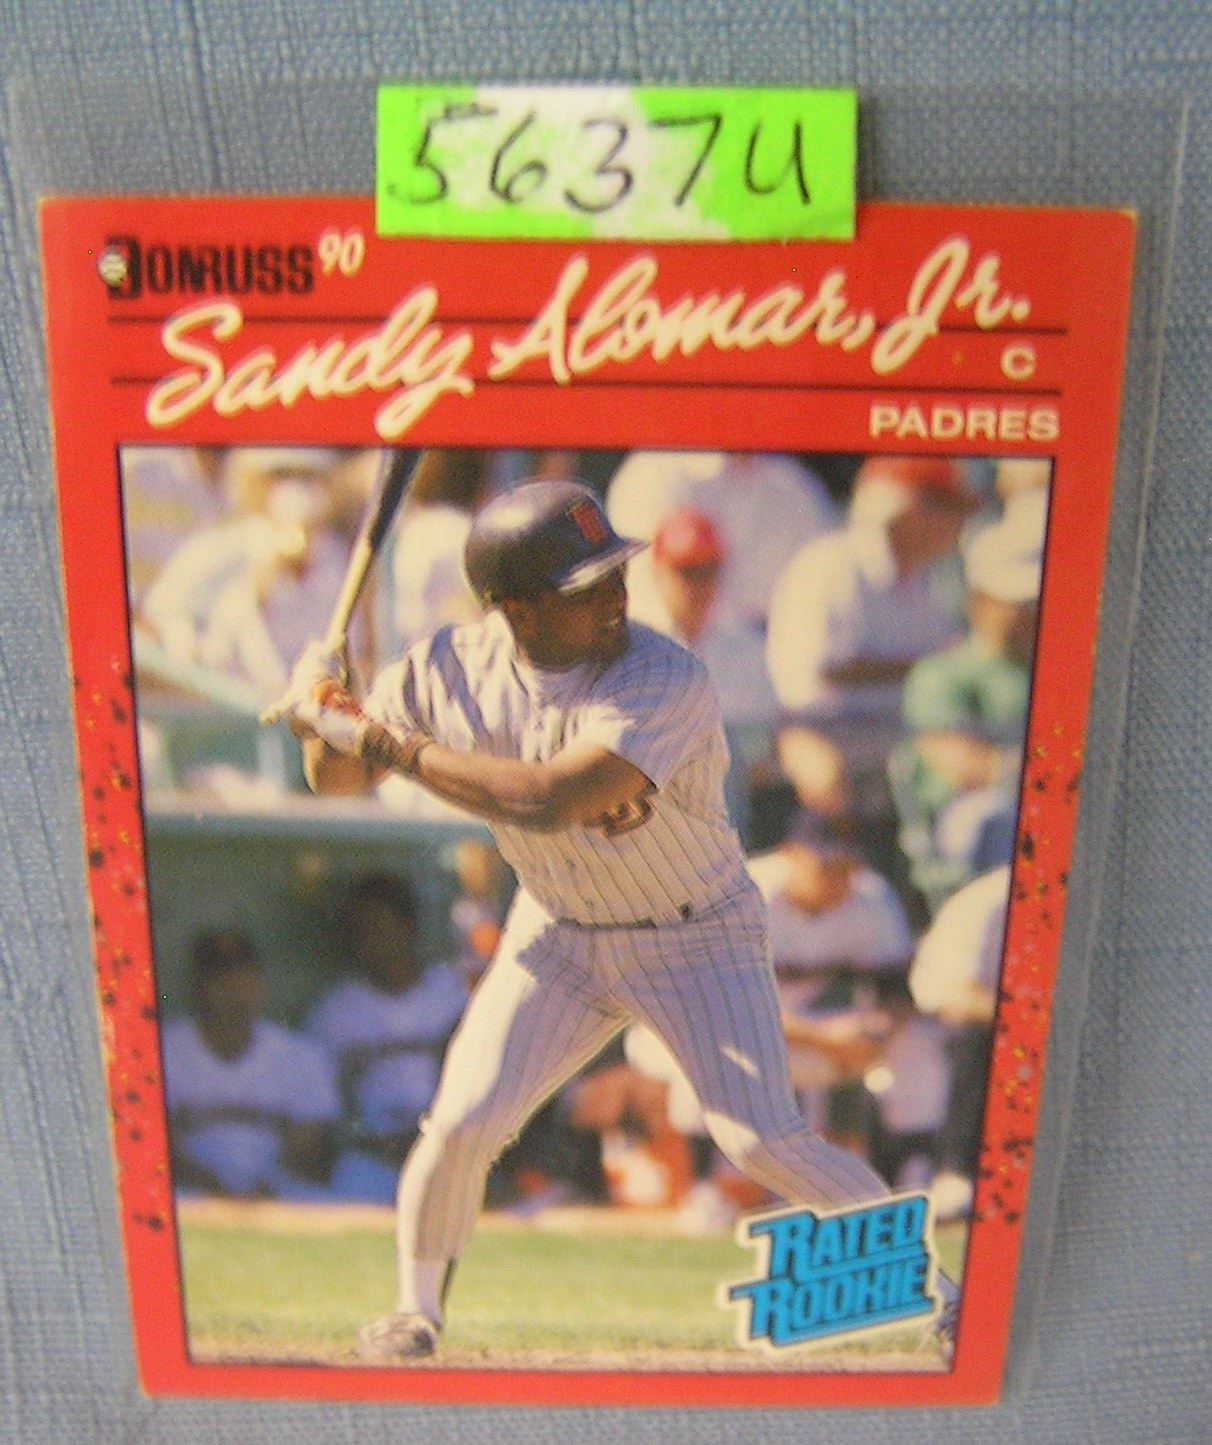 5637U
DONRUSS 90
Sandy Alomar, Jr.
C
PADRES
RATED
ROOKIE